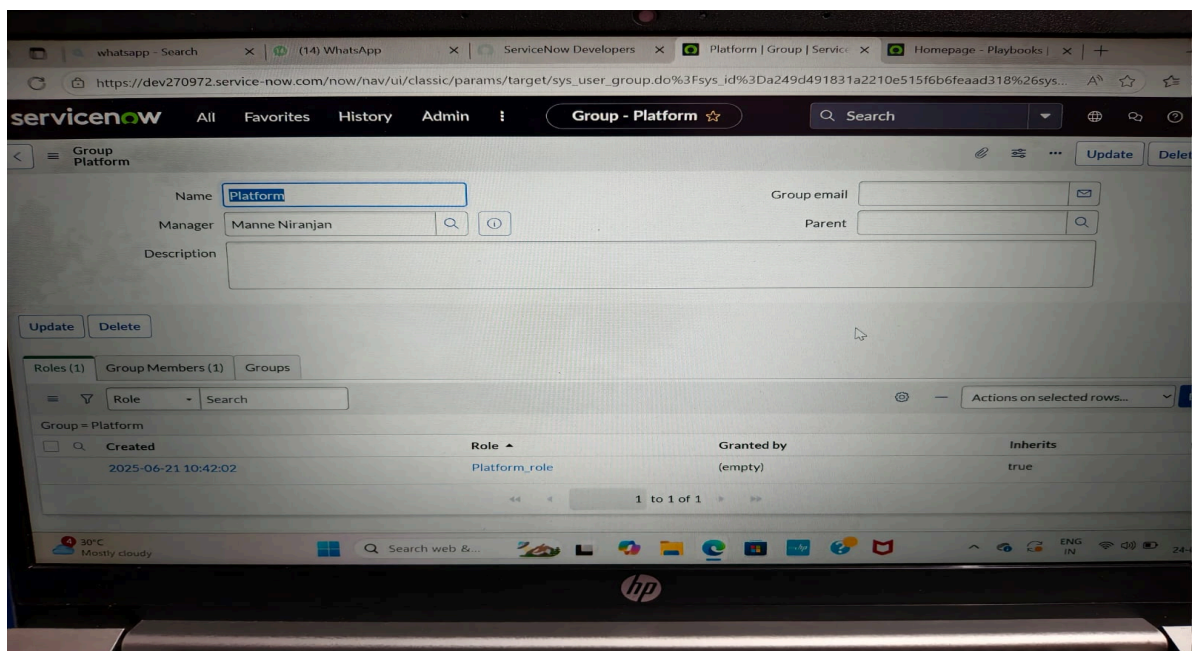 whatsapp - Search
(14) WhatsApp
ServiceNow Developers
Platform | Group | Service
Homepage - Playbooks |
https://dev270972.service-now.com/now/nav/ui/classic/params/target/sys_user_group.do%3Fsys_id%3Da249d491831a2210e515f6b6feaad318%26sys...
servicenow All Favorites History Admin Group - Platform Search
Group
Platform
Update Delet
Name Platform
Group email
Manager Manne Niranjan
Parent
Description
Update Delete
Roles (1) Group Members (1) Groups
Role Search Actions on selected rows...
Group = Platform
Created Role Granted by Inherits
2025-06-21 10:42:02 Platform_role (empty) true
1 to 1 of 1
4 30°C
Mostly cloudy
Search web &...
ENG
IN
hp